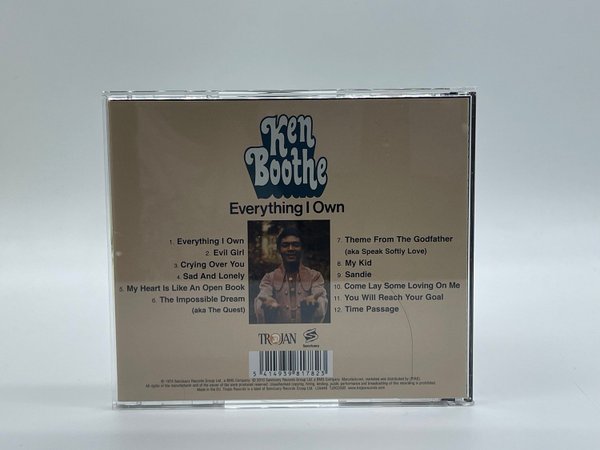 Ken
Boothe
Everything I Own
1. Everything I Own
2. Evil Girl
3. Crying Over You
4. Sad And Lonely
5. My Heart Is Like An Open Book
6. The Impossible Dream
(aka The Quest)
7. Theme From The Godfather
(aka Speak Softly Love)
8. My Kid
9. Sandie
10. Come Lay Some Loving On Me
11. You Will Reach Your Goal
12. Time Passage
TROJAN
Sanctuary
5 414939 817823